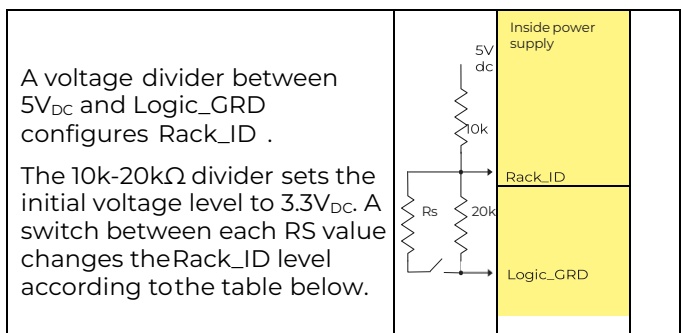 A voltage divider between
5VDC and Logic_GRD
configures Rack_ID .
The 10k-20kΩ divider sets the
initial voltage level to 3.3VDC. A
switch between each RS value
changes theRack_ID level
according tothe table below.
5V
dc
10k
Rs
20k
Inside power
supply
Rack_ID
Logic_GRD